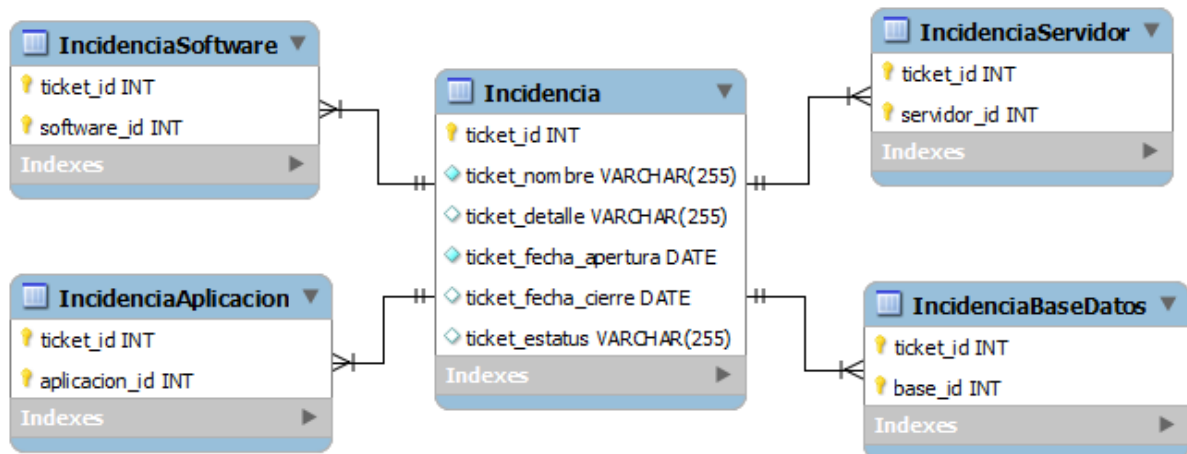 IncidenciaSoftware
ticket_id INT
software_id INT
Indexes
IncidenciaAplicacion
ticket_id INT
aplicacion_id INT
Indexes
Incidencia
ticket_id INT
ticket_nombre VARCHAR(255)
ticket_detalle VARCHAR(255)
ticket_fecha_apertura DATE
ticket_fecha_cierre DATE
ticket_estatus VARCHAR(255)
Indexes
IncidenciaServidor
ticket_id INT
servidor_id INT
Indexes
IncidenciaBaseDatos
ticket_id INT
base_id INT
Indexes